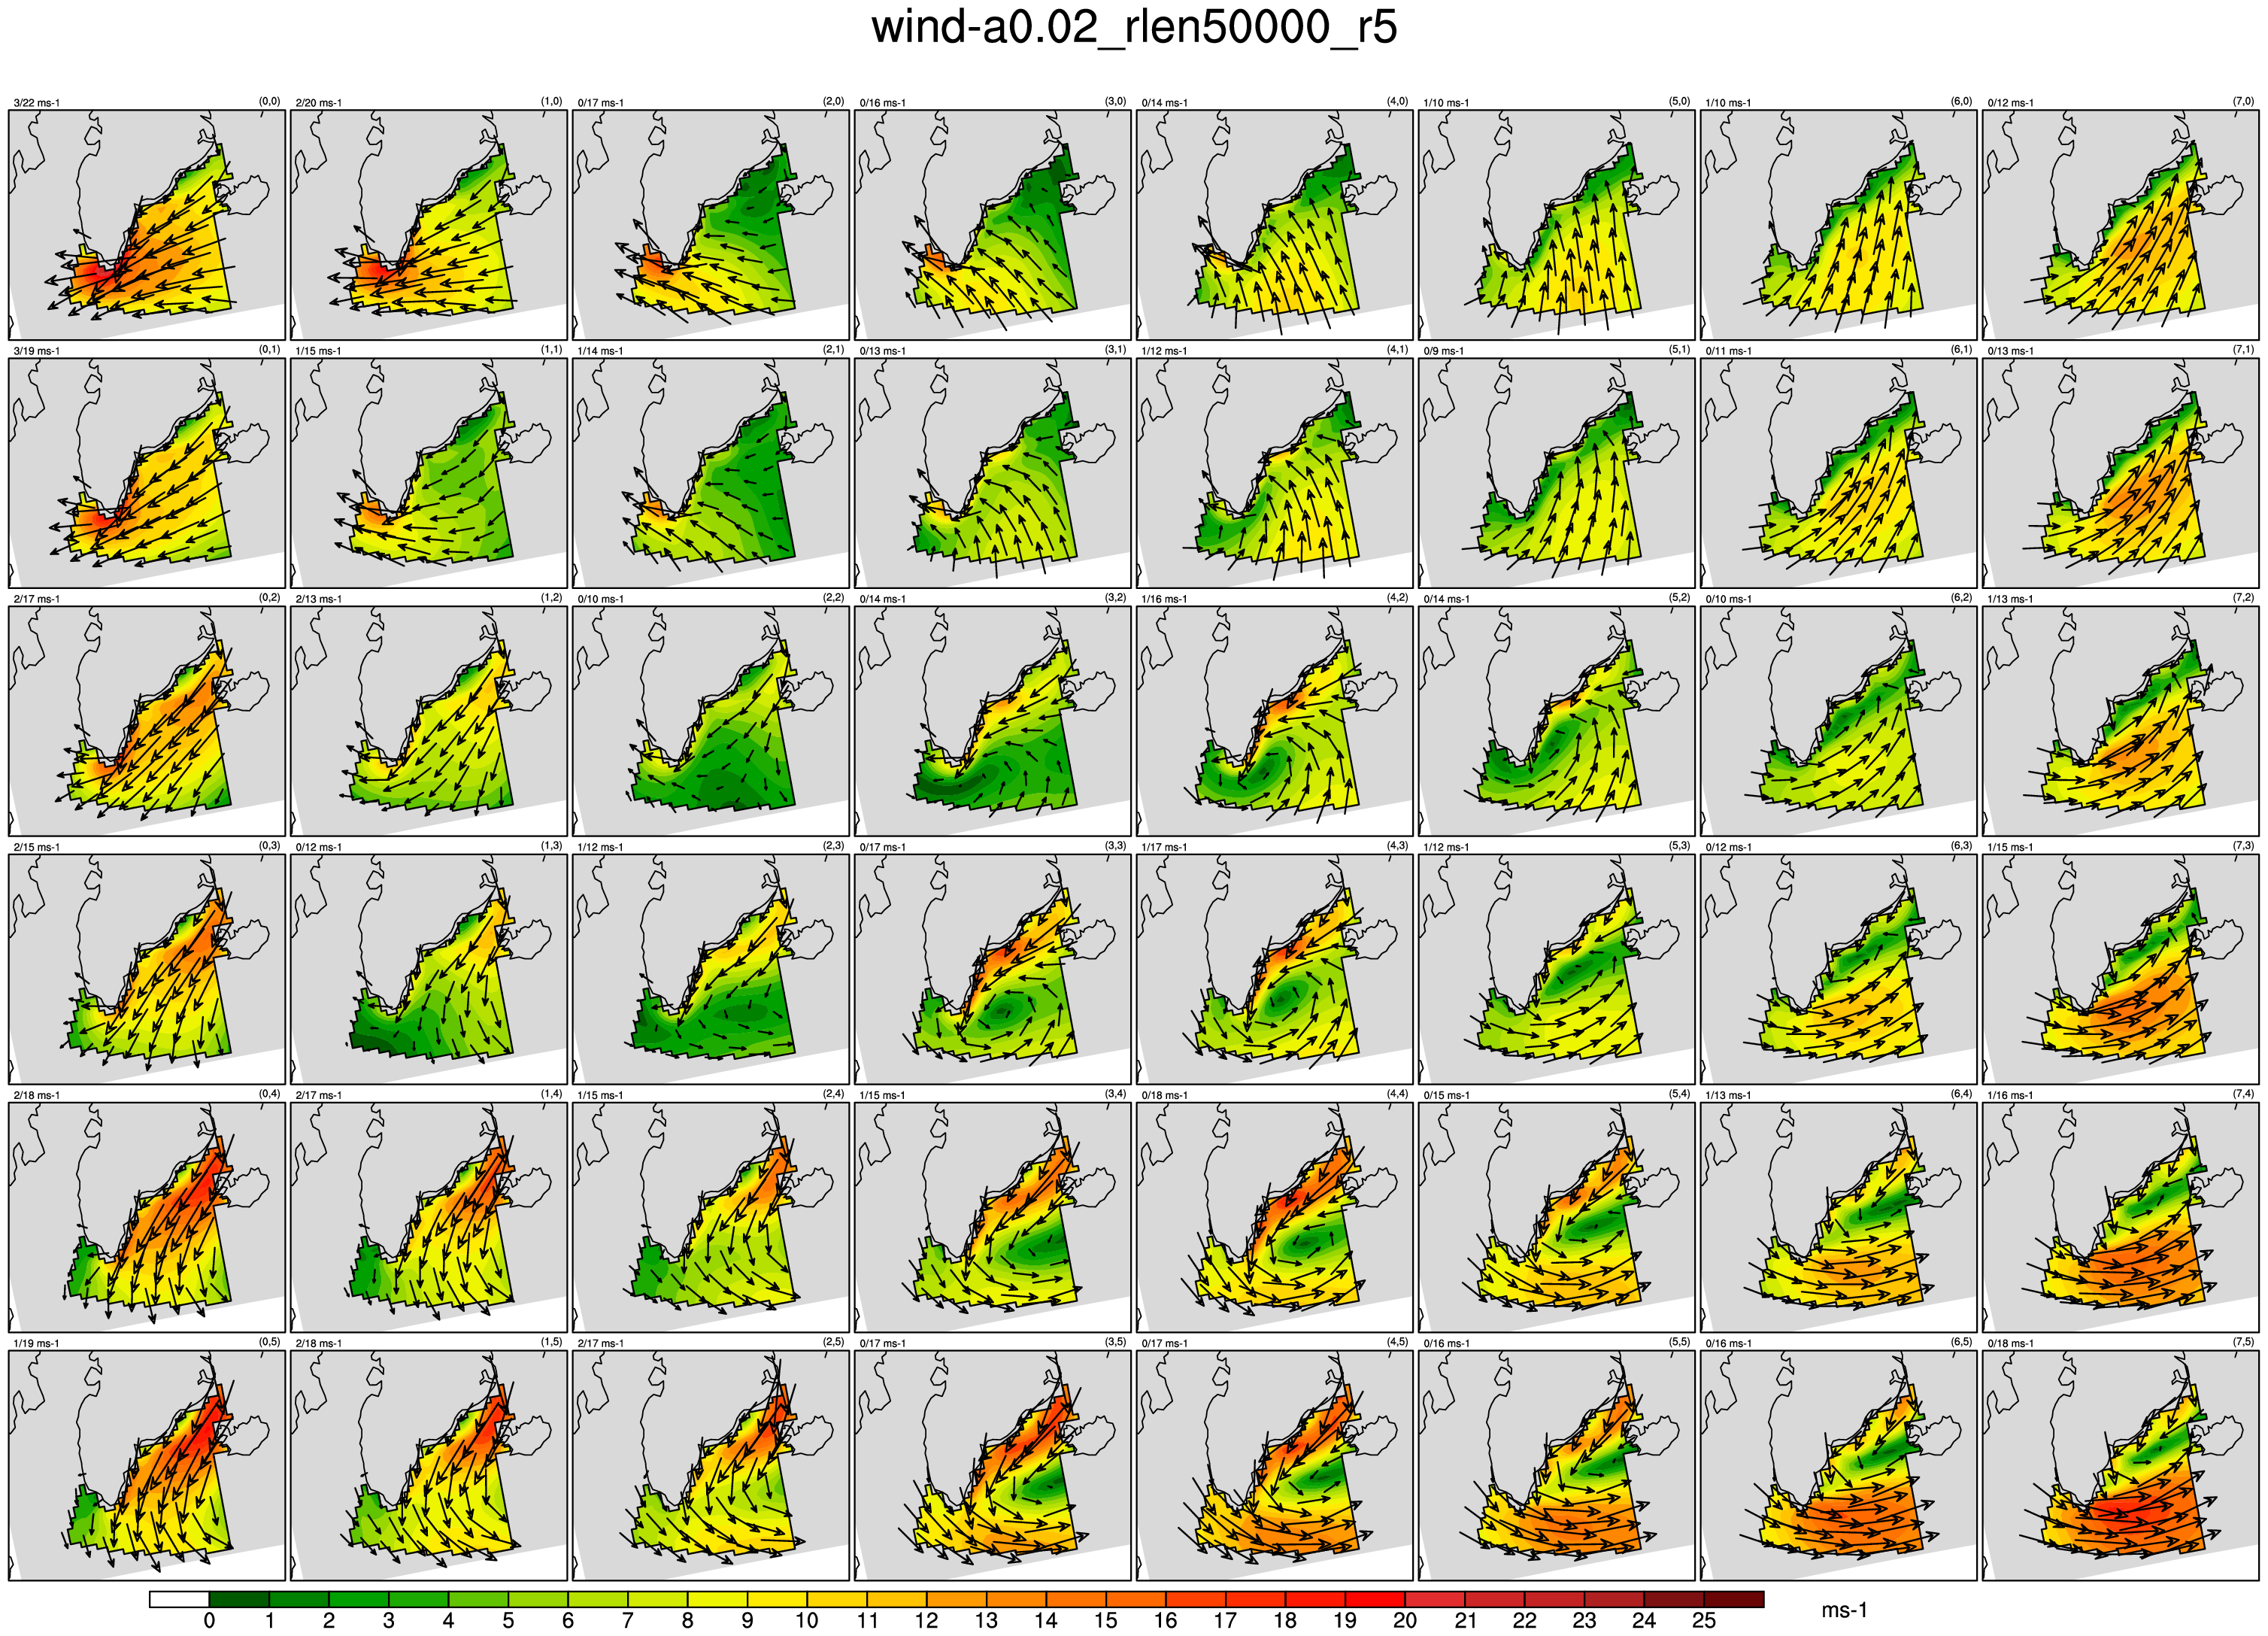 wind-a0.02_rlen50000_r5
3/22 ms-1 (0,0) 2/20 ms-1 (1,0) 0/17 ms-1 (2,0) 0/16 ms-1 (3,0) 0/14 ms-1 (4,0) 1/10 ms-1 (5,0) 1/10 ms-1 (6,0) 0/12 ms-1 (7,0)
3/19 ms-1 (0,1) 1/15 ms-1 (1,1) 1/14 ms-1 (2,1) 0/13 ms-1 (3,1) 1/12 ms-1 (4,1) 0/9 ms-1 (5,1) 0/11 ms-1 (6,1) 0/13 ms-1 (7,1)
2/17 ms-1 (0,2) 2/13 ms-1 (1,2) 0/10 ms-1 (2,2) 0/14 ms-1 (3,2) 1/16 ms-1 (4,2) 0/14 ms-1 (5,2) 0/10 ms-1 (6,2) 1/13 ms-1 (7,2)
2/15 ms-1 (0,3) 0/12 ms-1 (1,3) 1/12 ms-1 (2,3) 0/17 ms-1 (3,3) 1/17 ms-1 (4,3) 1/12 ms-1 (5,3) 0/12 ms-1 (6,3) 1/15 ms-1 (7,3)
2/18 ms-1 (0,4) 2/17 ms-1 (1,4) 1/15 ms-1 (2,4) 1/15 ms-1 (3,4) 0/18 ms-1 (4,4) 0/15 ms-1 (5,4) 1/13 ms-1 (6,4) 1/16 ms-1 (7,4)
1/19 ms-1 (0,5) 2/18 ms-1 (1,5) 2/17 ms-1 (2,5) 0/17 ms-1 (3,5) 0/17 ms-1 (4,5) 0/16 ms-1 (5,5) 0/16 ms-1 (6,5) 0/18 ms-1 (7,5)
0 1 2 3 4 5 6 7 8 9 10 11 12 13 14 15 16 17 18 19 20 21 22 23 24 25 ms-1